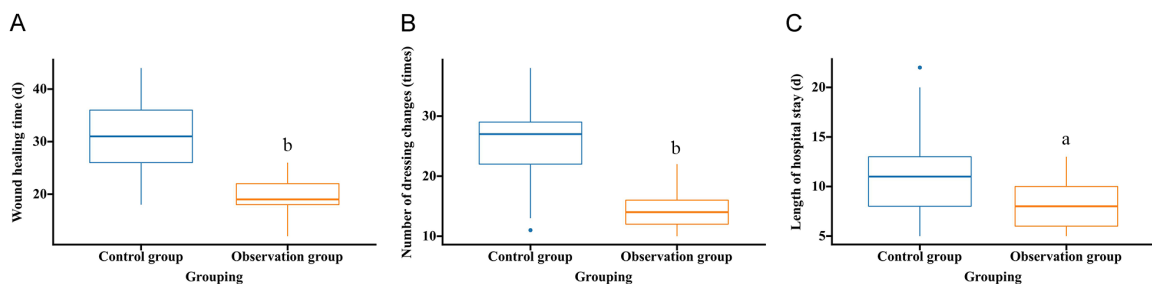 A
Wound healing time (d)
40
30
20
b
Control group
Observation group
Grouping
B
Number of dressing changes (times)
30
20
10
b
Control group
Observation group
Grouping
C
Length of hospital stay (d)
20
15
10
5
a
Control group
Observation group
Grouping